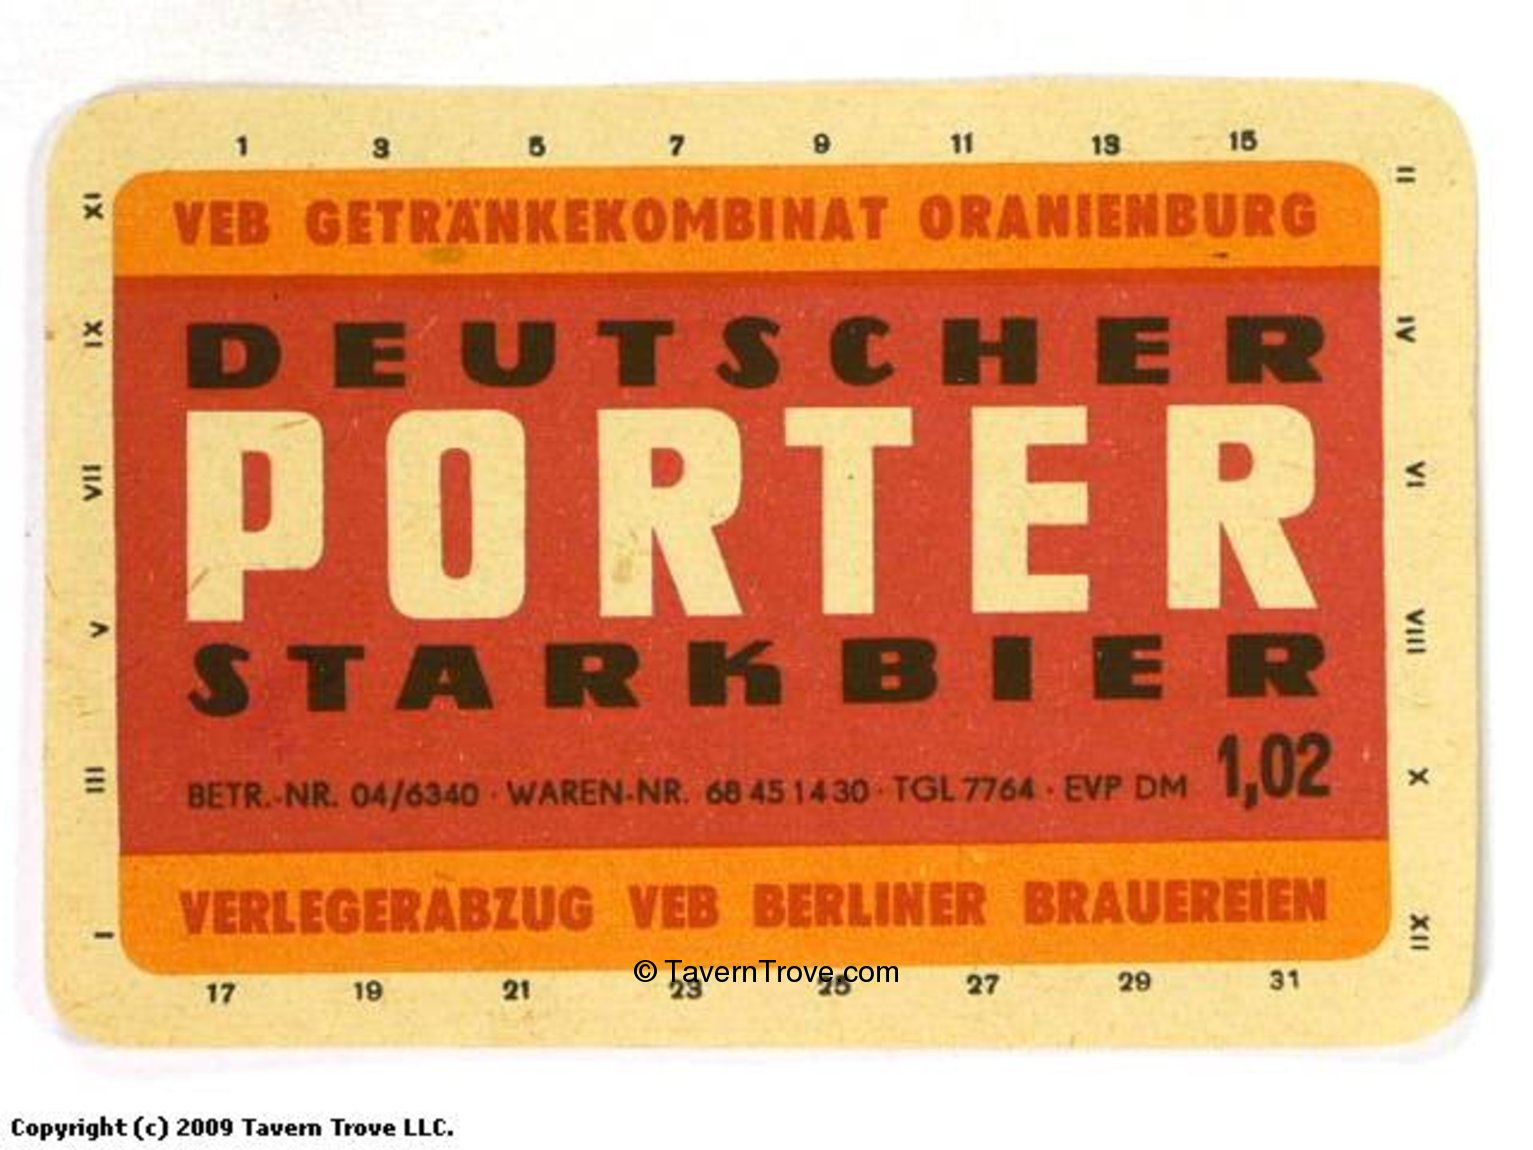 1 3 5 7 9 11 13 15
VEB GETRÄNKEKOMBINAT ORANIENBURG
DEUTSCHER
PORTER
STARKBIER
BETR.-NR. 04/6340 · WAREN-NR. 68 45 14 30 · TGL 7764 · EVP DM 1,02
VERLEGERABZUG VEB BERLINER BRAUEREIEN
17 19 21 23 25 27 29 31
XI
IX
VII
V
III
I
II
IV
VI
VIII
X
XII
© TavernTrove.com
Copyright (c) 2009 Tavern Trove LLC.